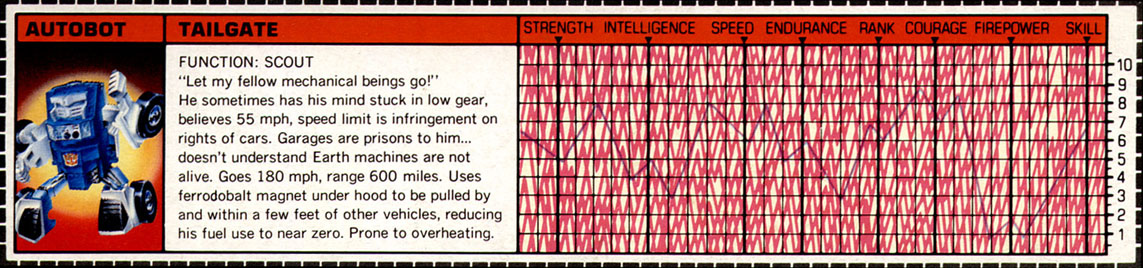 AUTOBOT
TAILGATE
STRENGTH INTELLIGENCE SPEED ENDURANCE RANK COURAGE FIREPOWER SKILL
FUNCTION: SCOUT
"Let my fellow mechanical beings go!"
He sometimes has his mind stuck in low gear,
believes 55 mph, speed limit is infringement on
rights of cars. Garages are prisons to him...
doesn't understand Earth machines are not
alive. Goes 180 mph, range 600 miles. Uses
ferrodobalt magnet under hood to be pulled by
and within a few feet of other vehicles, reducing
his fuel use to near zero. Prone to overheating.
10
9
8
7
6
5
4
3
2
1